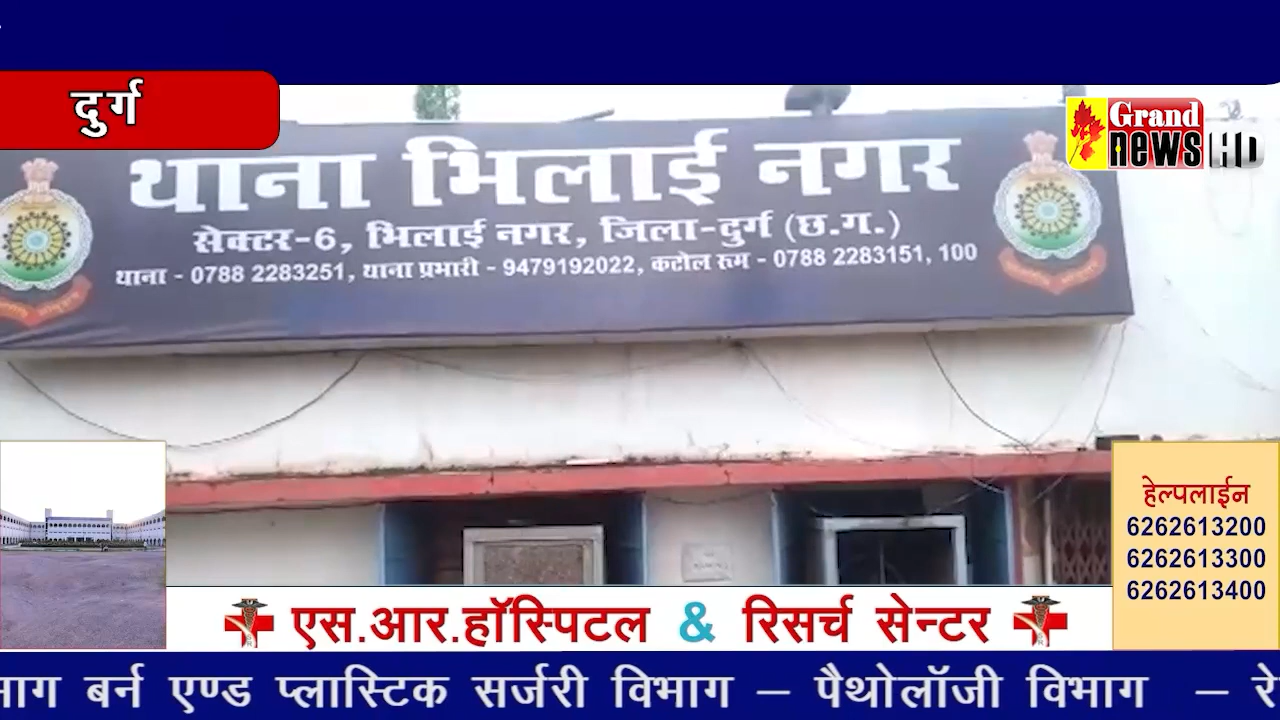 दुर्ग
Grand
news HD
थाना भिलाई नगर
सेक्टर-6, भिलाई नगर, जिला-दुर्ग (छ.ग.)
थाना - 0788 2283251, थाना प्रभारी - 9479192022, कटोल रूम - 0788 2283151, 100
हेल्पलाईन
6262613200
6262613300
6262613400
एस.आर.हॉस्पिटल & रिसर्च सेन्टर
बर्न एण्ड प्लास्टिक सर्जरी विभाग – पैथोलॉजी विभाग –